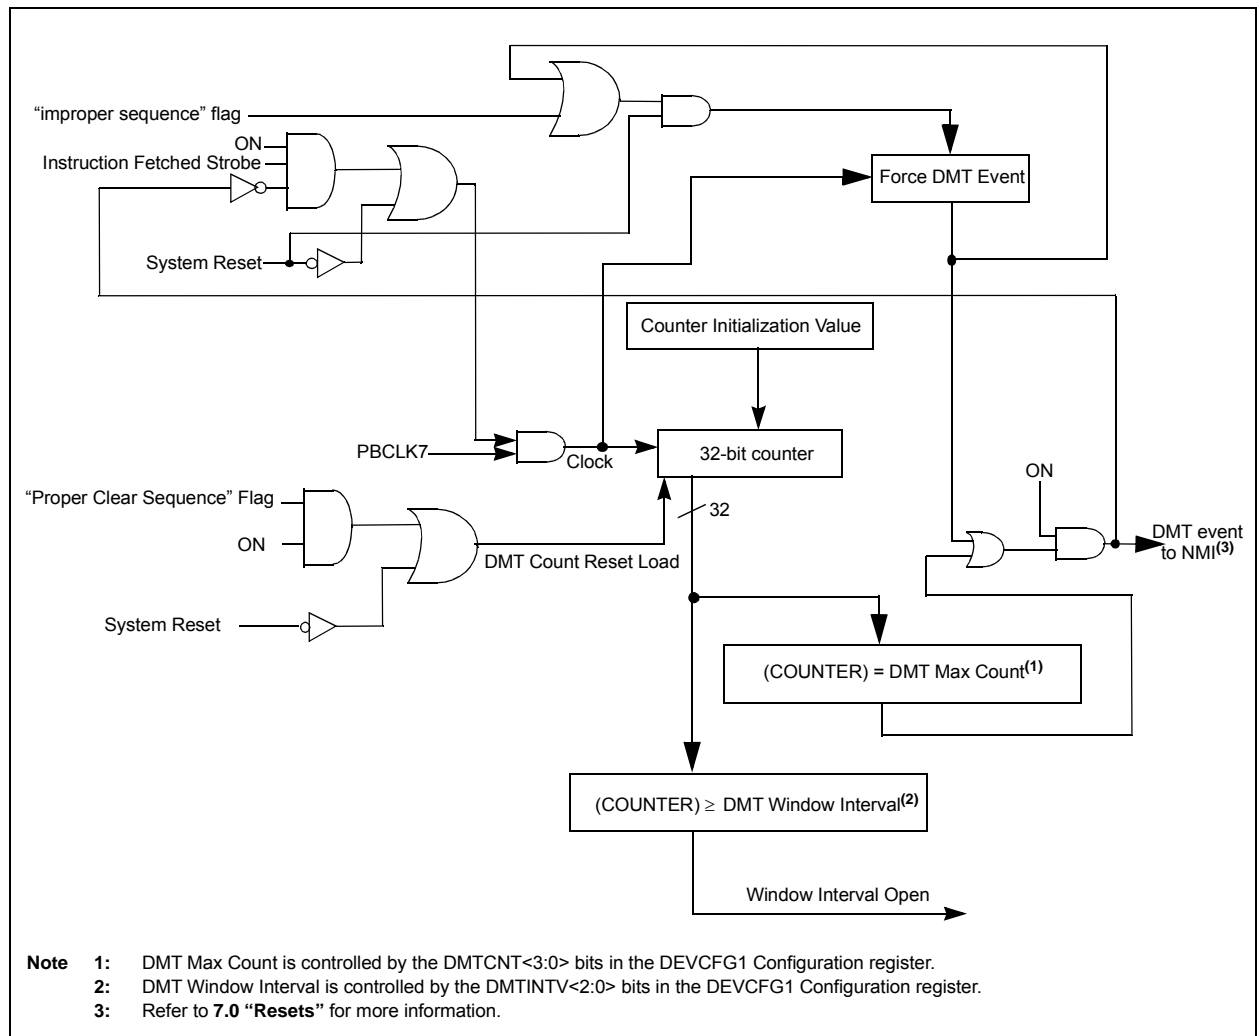 “improper sequence” flag
ON
Instruction Fetched Strobe
Force DMT Event
System Reset
Counter Initialization Value
PBCLK7
Clock
32-bit counter
ON
“Proper Clear Sequence” Flag
32
ON
DMT Count Reset Load
DMT event
to NMI(3)
System Reset
(COUNTER) = DMT Max Count(1)
(COUNTER) ≥ DMT Window Interval(2)
Window Interval Open
Note 1: DMT Max Count is controlled by the DMTCNT<3:0> bits in the DEVCFG1 Configuration register.
2: DMT Window Interval is controlled by the DMTINTV<2:0> bits in the DEVCFG1 Configuration register.
3: Refer to 7.0 “Resets” for more information.